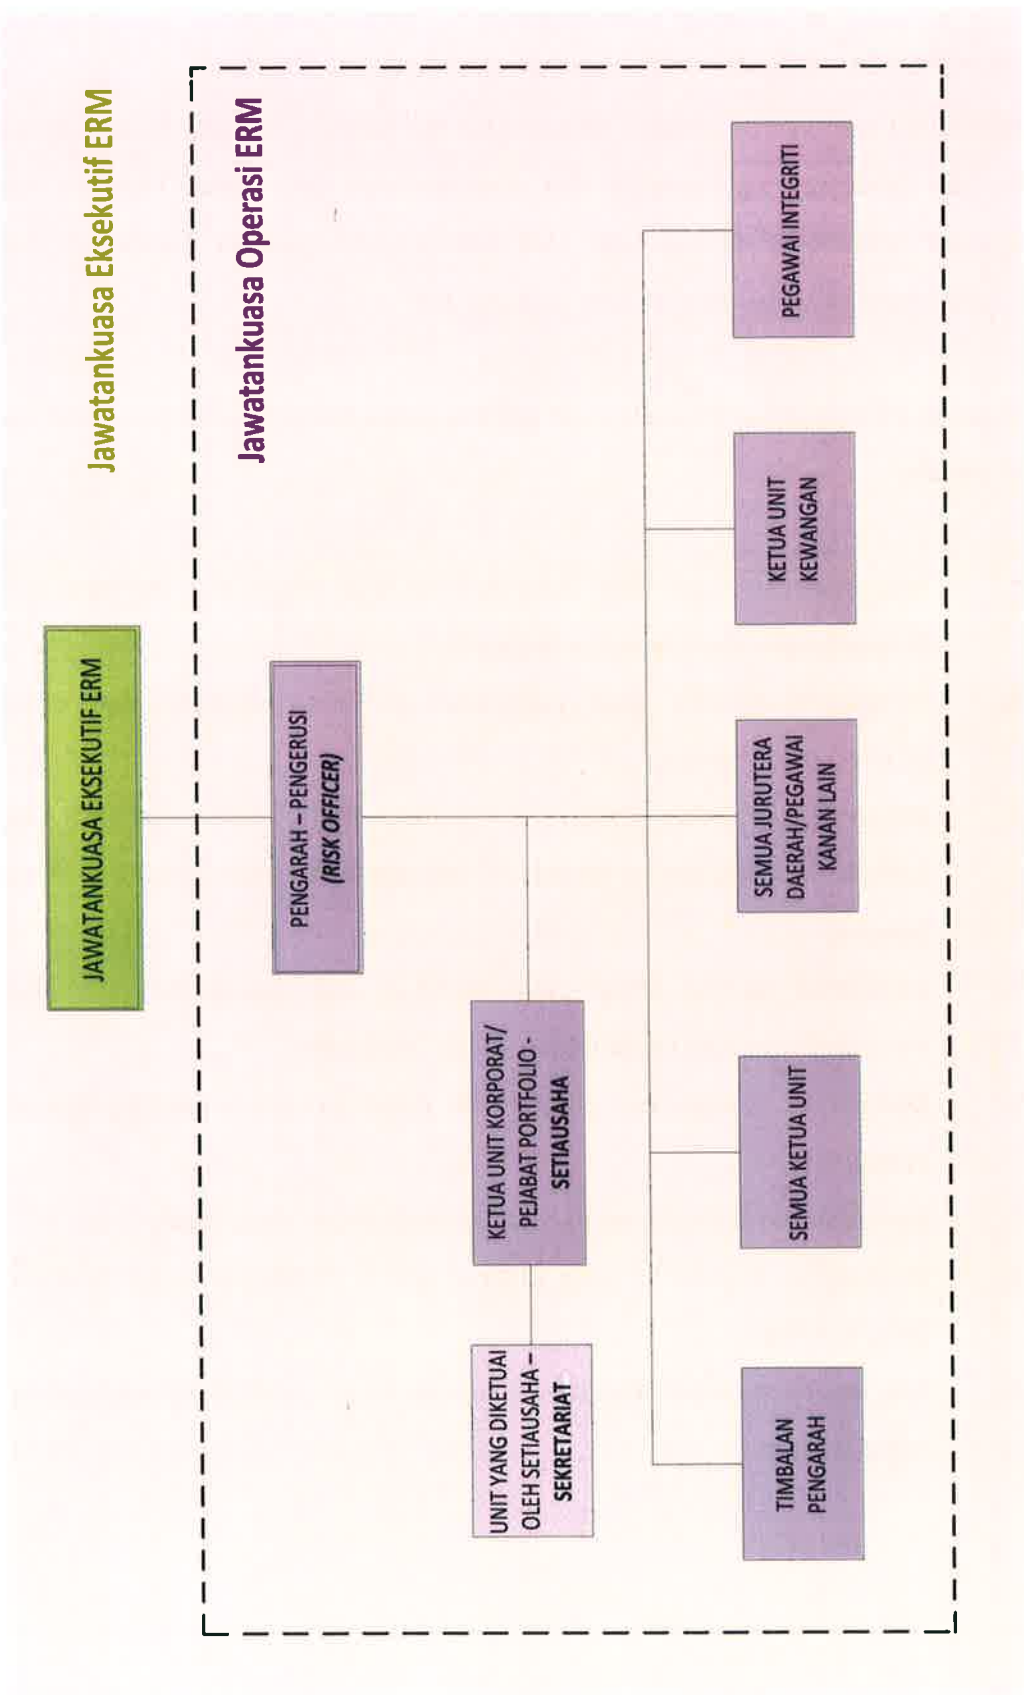 Jawatankuasa Eksekutif ERM
JAWATANKUASA EKSEKUTIF ERM
Jawatankuasa Operasi ERM
PENGARAH – PENGERUSI
(RISK OFFICER)
UNIT YANG DIKETUAI
OLEH SETIAUSAHA –
SEKRETARIAT
KETUA UNIT KORPORAT/
PEJABAT PORTFOLIO -
SETIAUSAHA
TIMBALAN
PENGARAH
SEMUA KETUA UNIT
SEMUA JURUTERA
DAERAH/PEGAWAI
KANAN LAIN
KETUA UNIT
KEWANGAN
PEGAWAI INTEGRITI